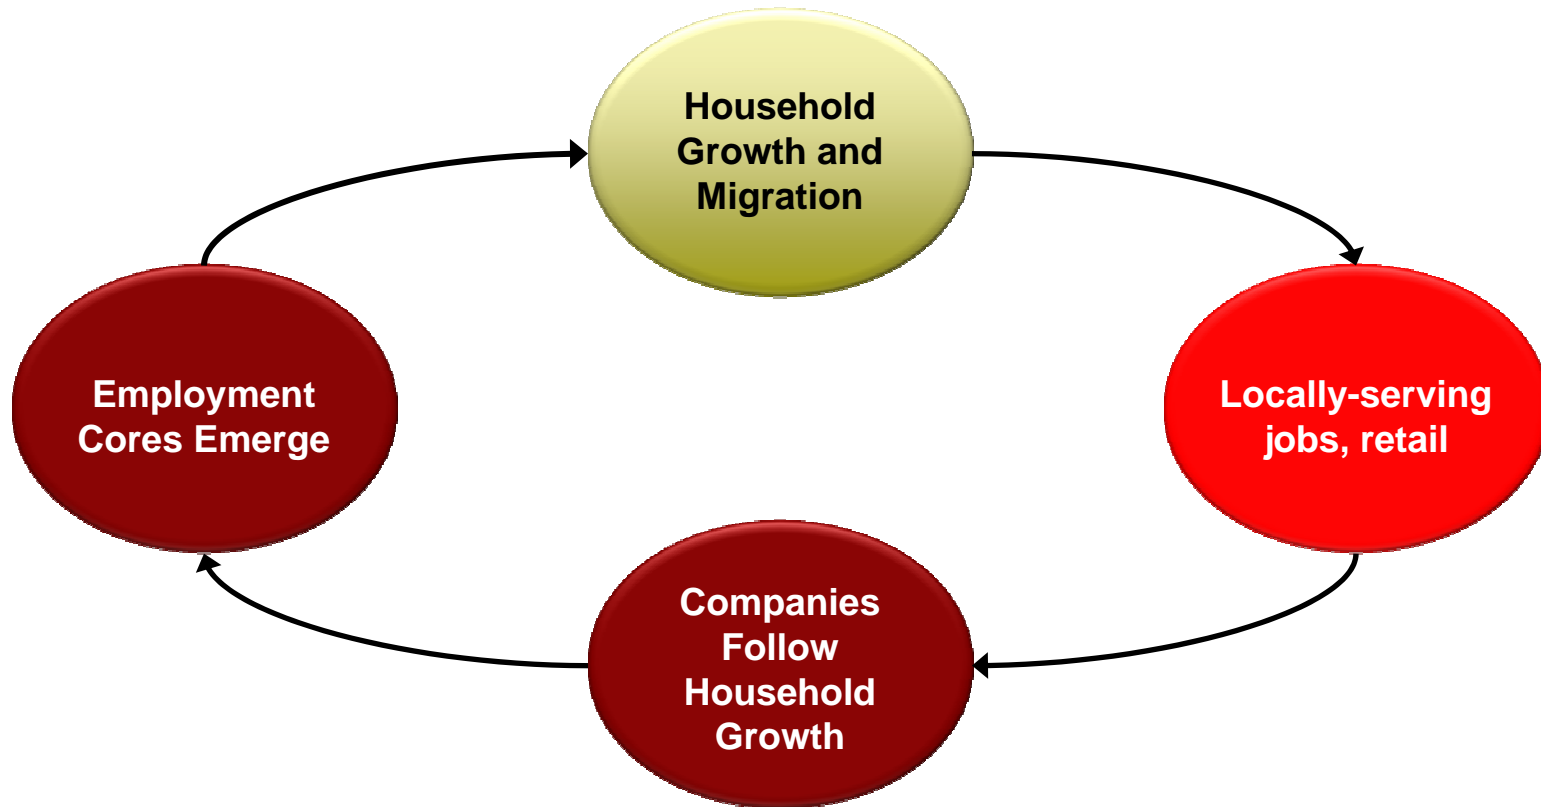 Household
Growth and
Migration
Employment
Cores Emerge
Locally-serving
jobs, retail
Companies
Follow
Household
Growth